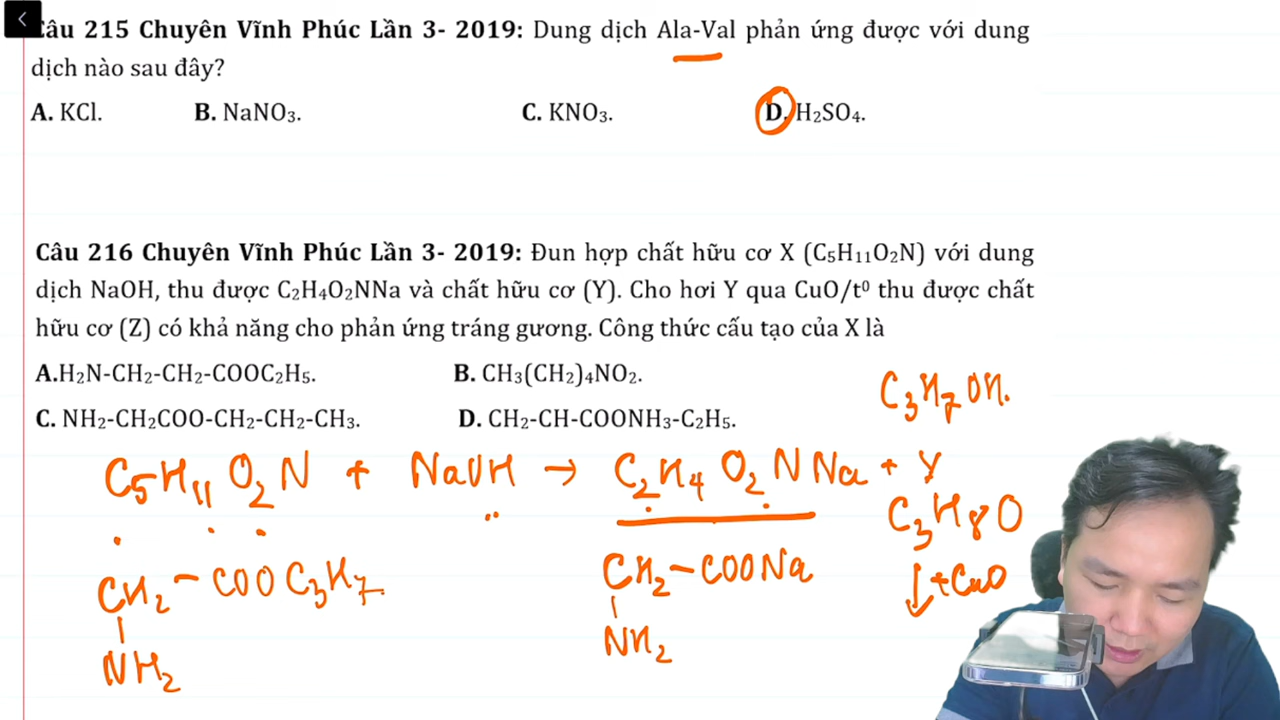 Câu 215 Chuyên Vĩnh Phúc Lần 3- 2019: Dung dịch Ala-Val phản ứng được với dung
dịch nào sau đây?
A. KCl. B. NaNO₃. C. KNO₃. D. H₂SO₄.
Câu 216 Chuyên Vĩnh Phúc Lần 3- 2019: Đun hợp chất hữu cơ X (C₅H₁₁O₂N) với dung
dịch NaOH, thu được C₂H₄O₂NNa và chất hữu cơ (Y). Cho hơi Y qua CuO/t⁰ thu được chất
hữu cơ (Z) có khả năng cho phản ứng tráng gương. Công thức cấu tạo của X là
A.H₂N-CH₂-CH₂-COOC₂H₅. B. CH₃(CH₂)₄NO₂.
C. NH₂-CH₂COO-CH₂-CH₂-CH₃. D. CH₂-CH-COONH₃-C₂H₅.
C₃H₇OH.
C₅H₁₁O₂N + NaOH → C₂H₄O₂NNa + Y
C₃H₈O
CH₂-COOC₃H₇ CH₂-COONa ↓+CuO
NH₂ NH₂